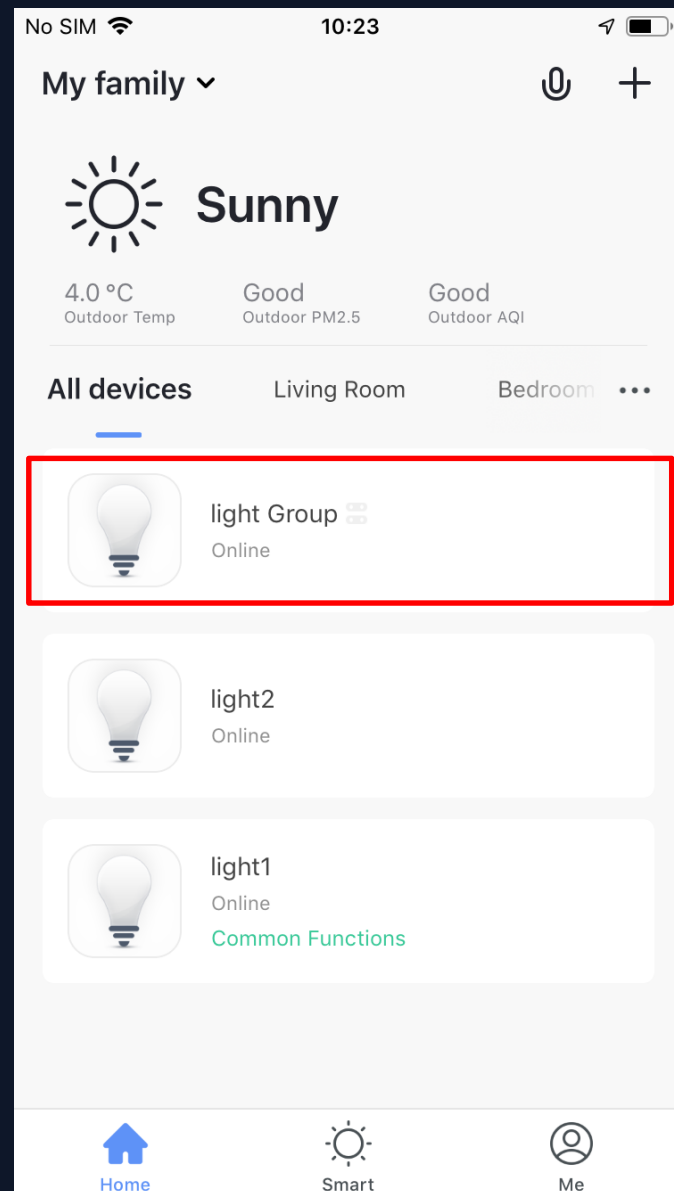 No SIM 10:23
My family
Sunny
4.0 °C Good Good
Outdoor Temp Outdoor PM2.5 Outdoor AQI
All devices Living Room Bedroom
light Group
Online
light2
Online
light1
Online
Common Functions
Home Smart Me